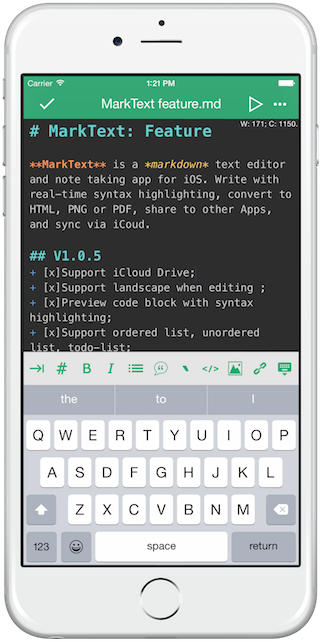 Carrier 1:21 PM
MarkText feature.md
W: 171; C: 1150.
# MarkText: Feature
**MarkText** is a *markdown* text editor
and note taking app for iOS. Write with
real-time syntax highlighting, convert to
HTML, PNG or PDF, share to other Apps,
and sync via iCoud.
## V1.0.5
+ [x]Support iCloud Drive;
+ [x]Support landscape when editing ;
+ [x]Preview code block with syntax
highlighting;
+ [x]Support ordered list, unordered
list, todo-list;
# B I </>
the to I
Q W E R T Y U I O P
A S D F G H J K L
Z X C V B N M
123 space return